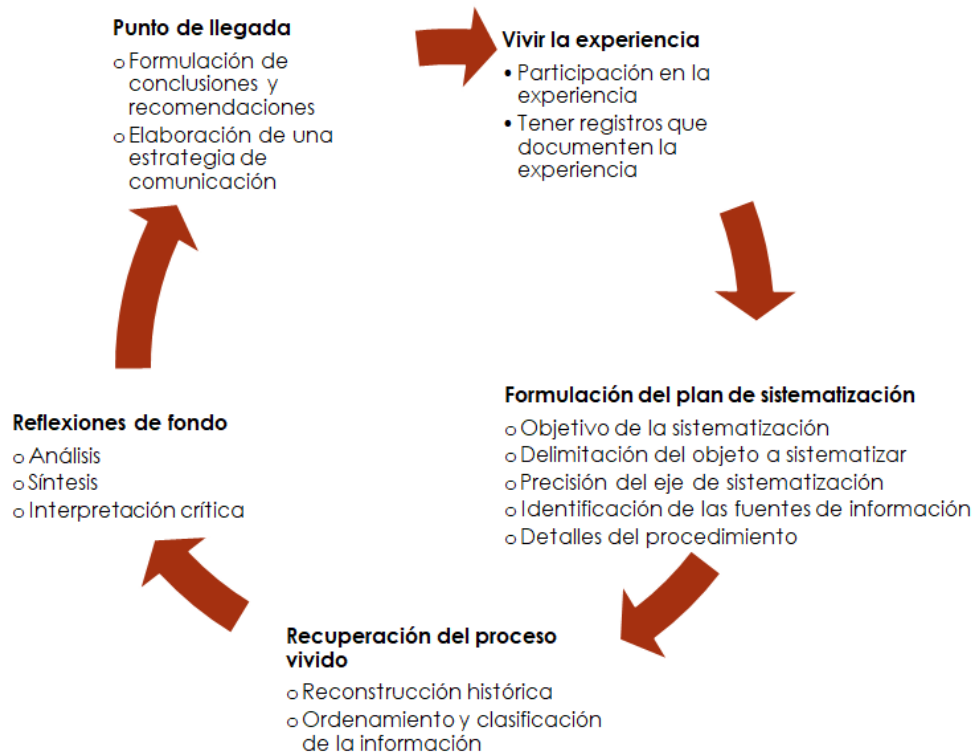 Punto de llegada
o Formulación de
conclusiones y
recomendaciones
o Elaboración de una
estrategia de
comunicación
Vivir la experiencia
• Participación en la
experiencia
• Tener registros que
documenten la
experiencia
Formulación del plan de sistematización
o Objetivo de la sistematización
o Delimitación del objeto a sistematizar
o Precisión del eje de sistematización
o Identificación de las fuentes de información
o Detalles del procedimiento
Recuperación del proceso
vivido
o Reconstrucción histórica
o Ordenamiento y clasificación
de la información
Reflexiones de fondo
o Análisis
o Síntesis
o Interpretación crítica